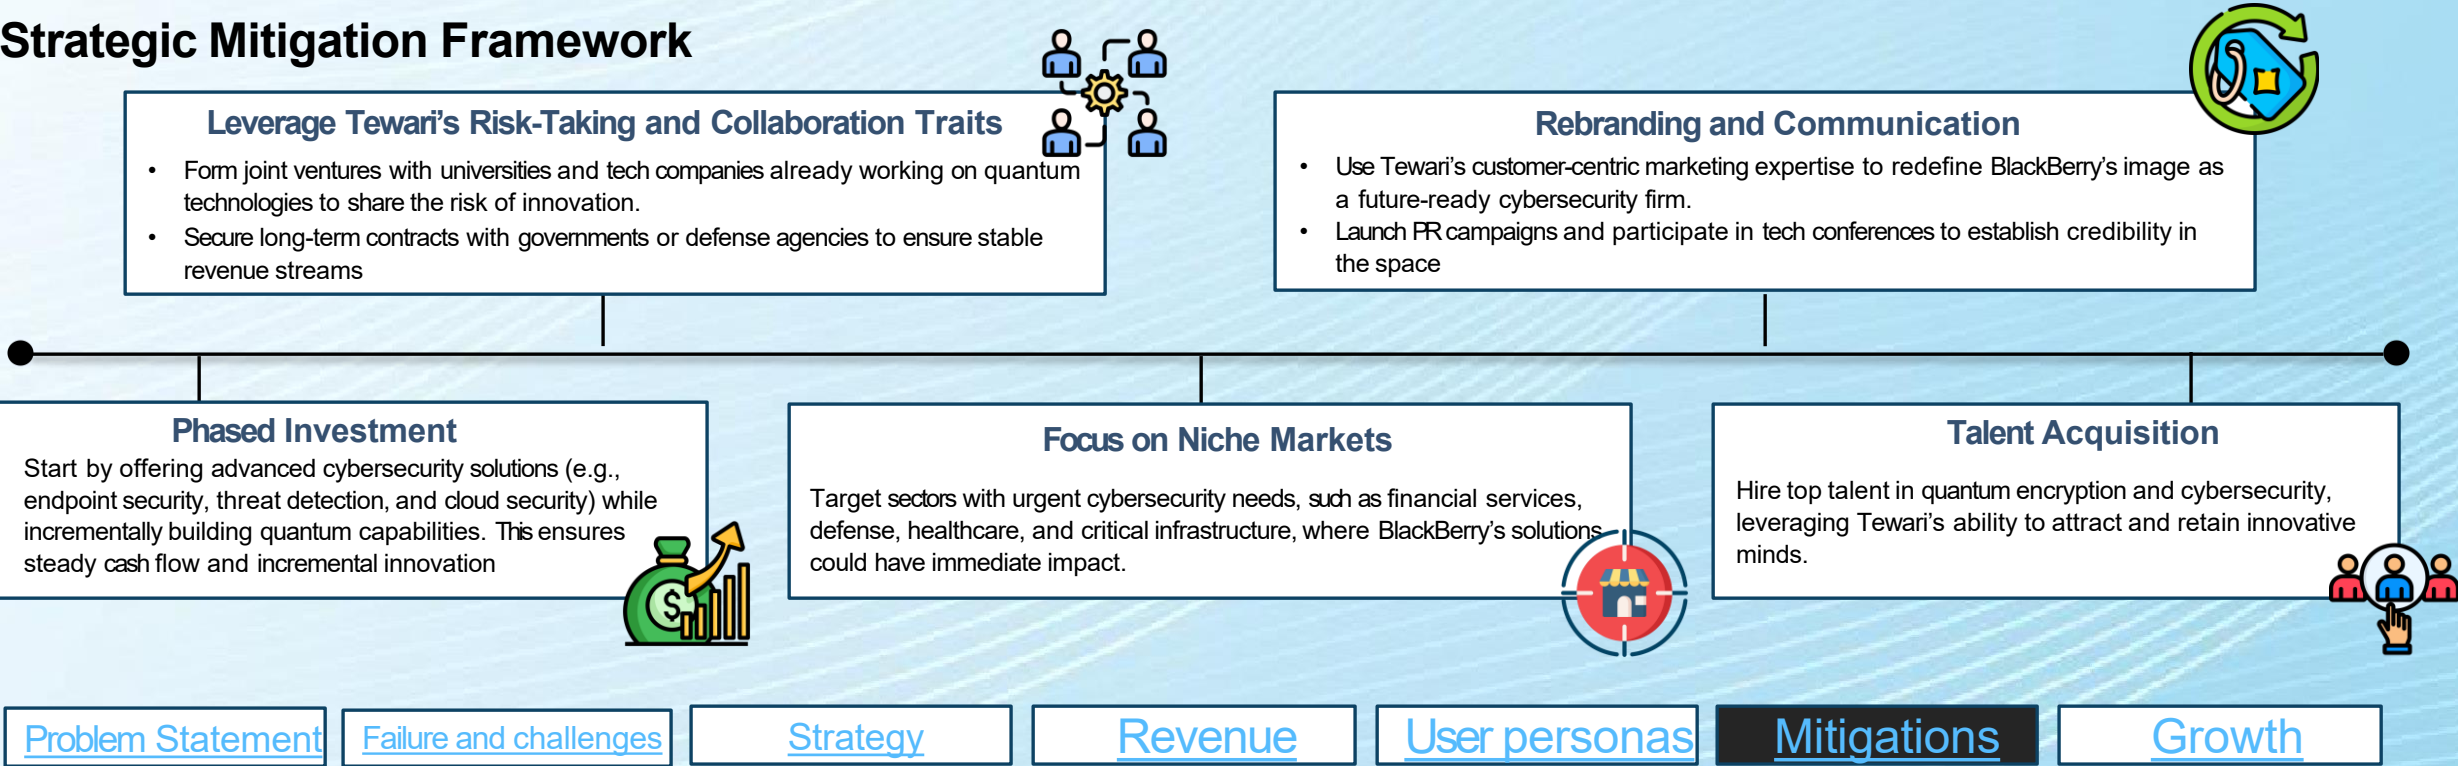 Strategic Mitigation Framework
Leverage Tewari’s Risk-Taking and Collaboration Traits
• Form joint ventures with universities and tech companies already working on quantum
technologies to share the risk of innovation.
• Secure long-term contracts with governments or defense agencies to ensure stable
revenue streams
Rebranding and Communication
• Use Tewari’s customer-centric marketing expertise to redefine BlackBerry’s image as
a future-ready cybersecurity firm.
• Launch PR campaigns and participate in tech conferences to establish credibility in
the space
Phased Investment
Start by offering advanced cybersecurity solutions (e.g.,
endpoint security, threat detection, and cloud security) while
incrementally building quantum capabilities. This ensures
steady cash flow and incremental innovation
Focus on Niche Markets
Target sectors with urgent cybersecurity needs, such as financial services,
defense, healthcare, and critical infrastructure, where BlackBerry’s solutions
could have immediate impact.
Talent Acquisition
Hire top talent in quantum encryption and cybersecurity,
leveraging Tewari’s ability to attract and retain innovative
minds.
$
Problem Statement
Failure and challenges
Strategy
Revenue
User personas
Mitigations
Growth